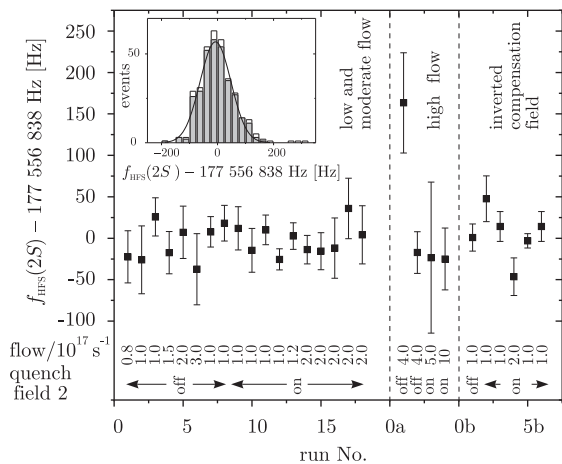 250
200
150
100
50
0
-50
-100
f_HFS(2S) − 177 556 838 Hz [Hz]
50
0
events
-200
0
200
f_HFS(2S) − 177 556 838 Hz [Hz]
low and
moderate flow
high flow
inverted
compensation
field
flow/10^17 s^-1
0.8 1.0 1.0 1.5 2.0 3.0 1.0 1.0 1.0 1.0 1.0 1.0 1.2 2.0 2.0 2.0 2.0 2.0
4.0 4.0 5.0 10
1.0 1.0 1.0 2.0 1.0 1.0
quench
field 2
off
on
off off on on
off
on
0 5 10 15 0a 0b 5b
run No.